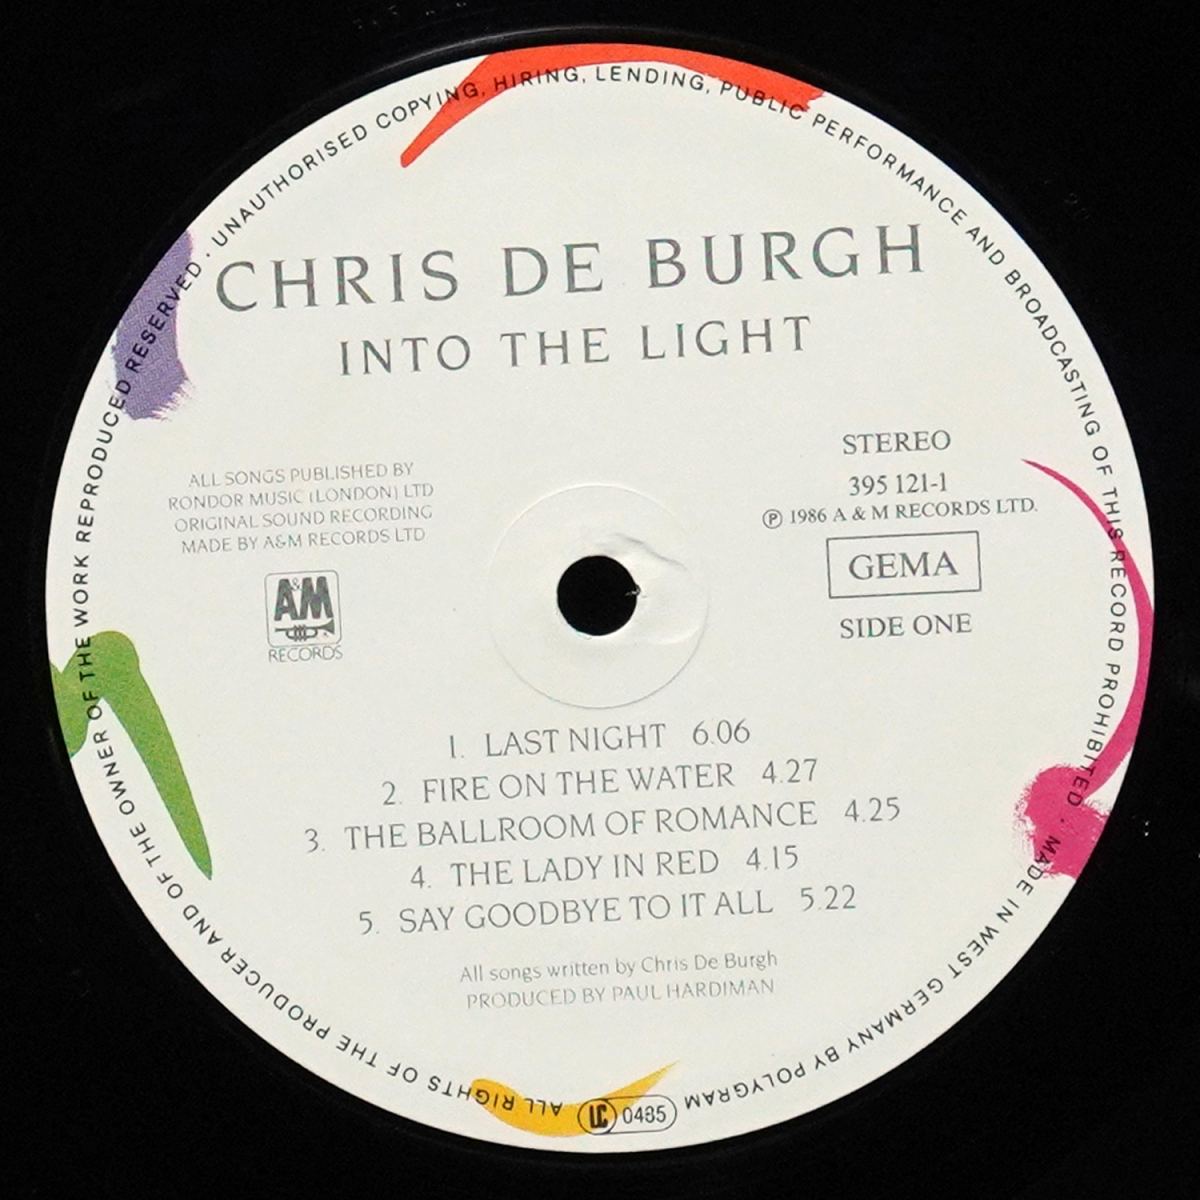 ALL RIGHTS OF THE PRODUCER AND OF THE OWNER OF THE WORK REPRODUCED RESERVED . UNAUTHORISED COPYING, HIRING, LENDING, PUBLIC PERFORMANCE AND BROADCASTING OF THIS RECORD PROHIBITED . MADE IN WEST GERMANY BY POLYGRAM
CHRIS DE BURGH
INTO THE LIGHT
ALL SONGS PUBLISHED BY
RONDOR MUSIC (LONDON) LTD
ORIGINAL SOUND RECORDING
MADE BY A&M RECORDS LTD
A&M
RECORDS
STEREO
395 121-1
Ⓟ 1986 A & M RECORDS LTD.
GEMA
SIDE ONE
1. LAST NIGHT 6.06
2. FIRE ON THE WATER 4.27
3. THE BALLROOM OF ROMANCE 4.25
4. THE LADY IN RED 4.15
5. SAY GOODBYE TO IT ALL 5.22
All songs written by Chris De Burgh
PRODUCED BY PAUL HARDIMAN
LC 0485